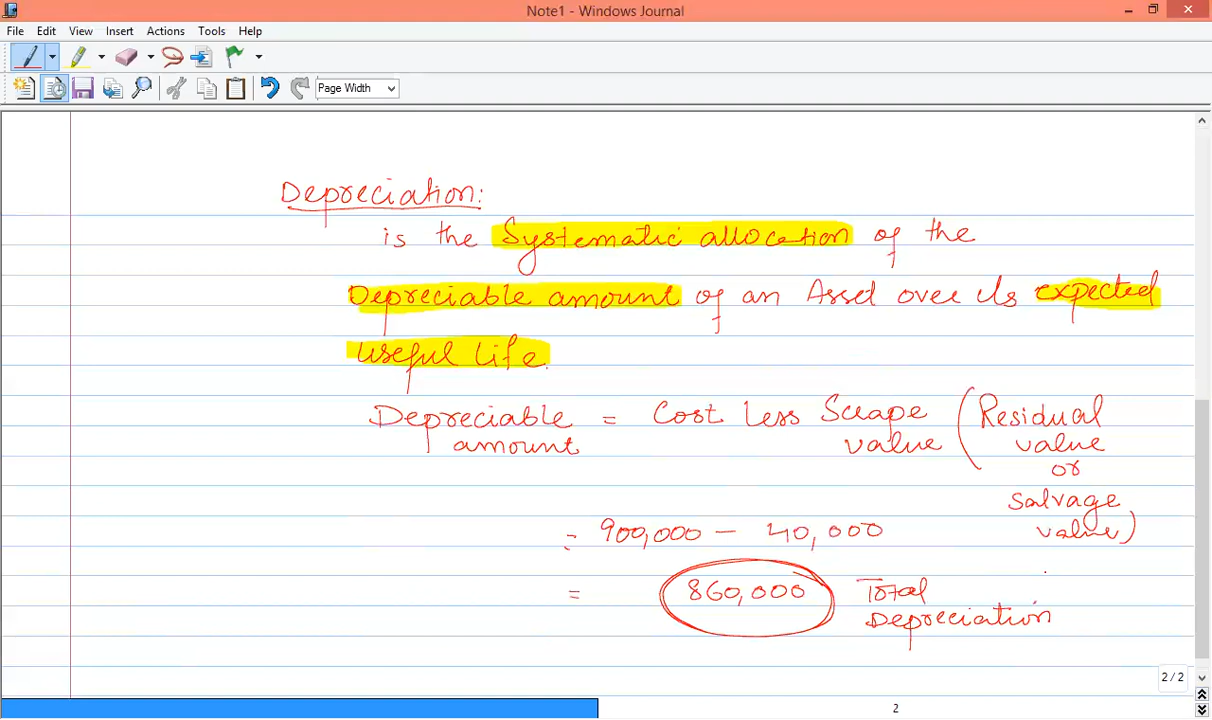 Note1 - Windows Journal
File Edit View Insert Actions Tools Help
Page Width
Depreciation:
is the Systematic allocation of the
Depreciable amount of an Asset over its expected
useful life.
Depreciable = Cost Less Scrape (Residual
amount value value
or
Salvage
value)
= 900,000 - 40,000
= 860,000 Total
Depreciation
2 / 2
2